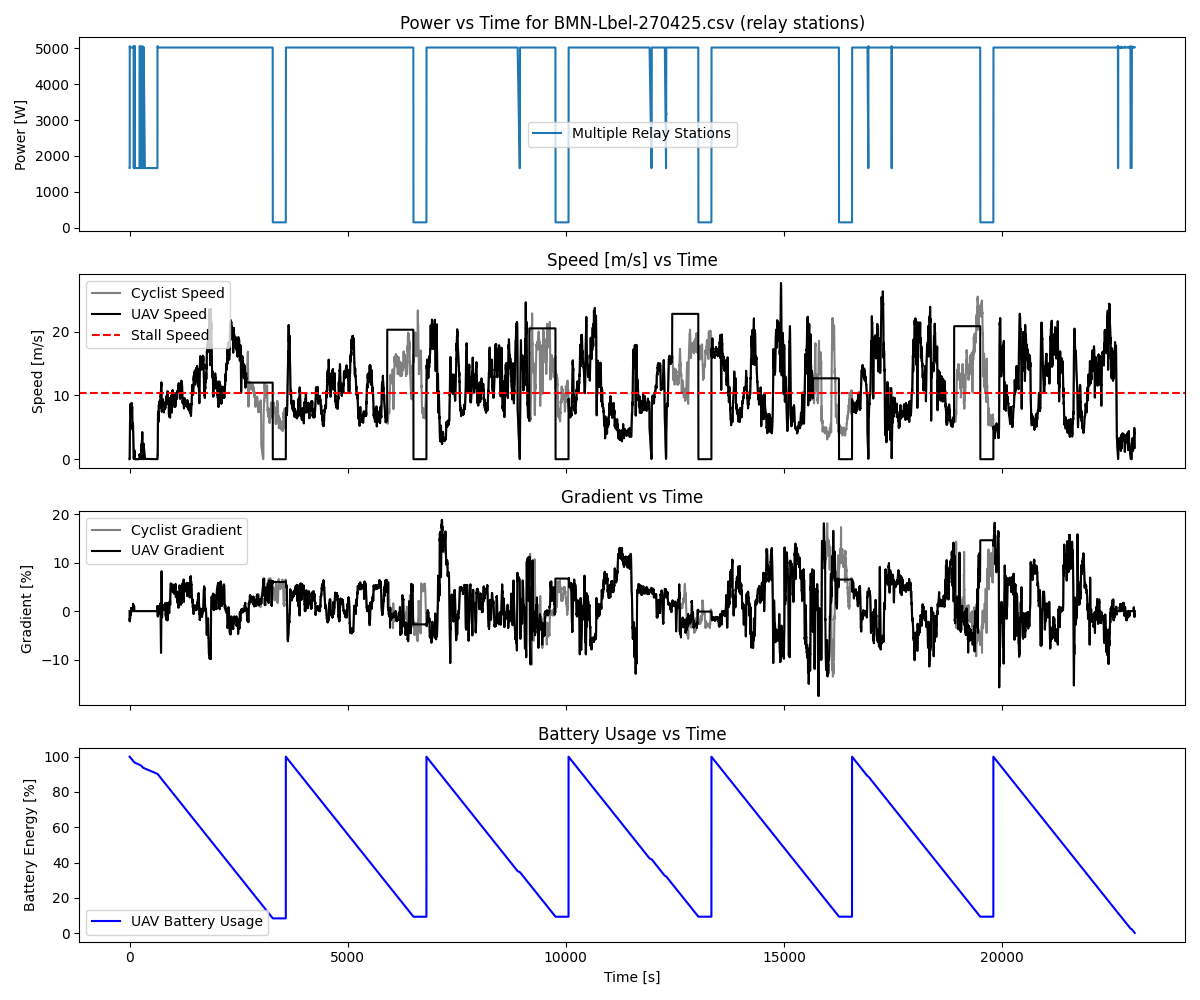 Power vs Time for BMN-Lbel-270425.csv (relay stations)
5000
4000
3000
2000
1000
0
Power [W]
Multiple Relay Stations
Speed [m/s] vs Time
20
10
0
Speed [m/s]
Cyclist Speed
UAV Speed
Stall Speed
Gradient vs Time
20
10
0
−10
Gradient [%]
Cyclist Gradient
UAV Gradient
Battery Usage vs Time
100
80
60
40
20
0
Battery Energy [%]
UAV Battery Usage
0 5000 10000 15000 20000
Time [s]